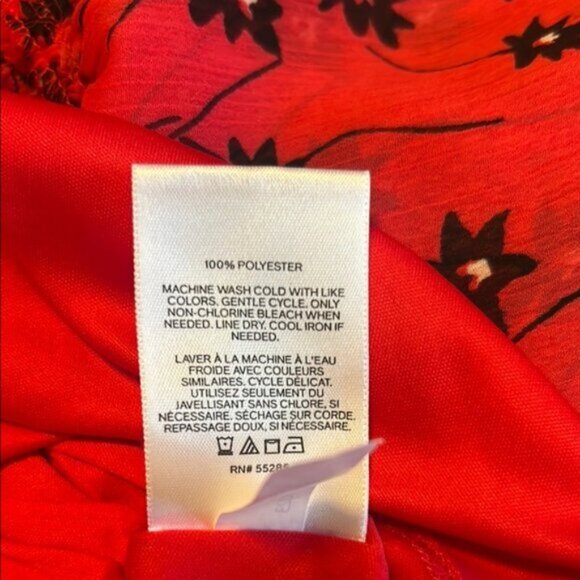 100% POLYESTER
MACHINE WASH COLD WITH LIKE
COLORS. GENTLE CYCLE. ONLY
NON-CHLORINE BLEACH WHEN
NEEDED. LINE DRY. COOL IRON IF
NEEDED.
LAVER À LA MACHINE À L'EAU
FROIDE AVEC COULEURS
SIMILAIRES. CYCLE DÉLICAT.
UTILIZEZ SEULEMENT DU
JAVELLISANT SANS CHLORE, SI
NÉCESSAIRE. SÉCHAGE SUR CORDE.
REPASSAGE DOUX, SI NÉCESSAIRE.
RN#